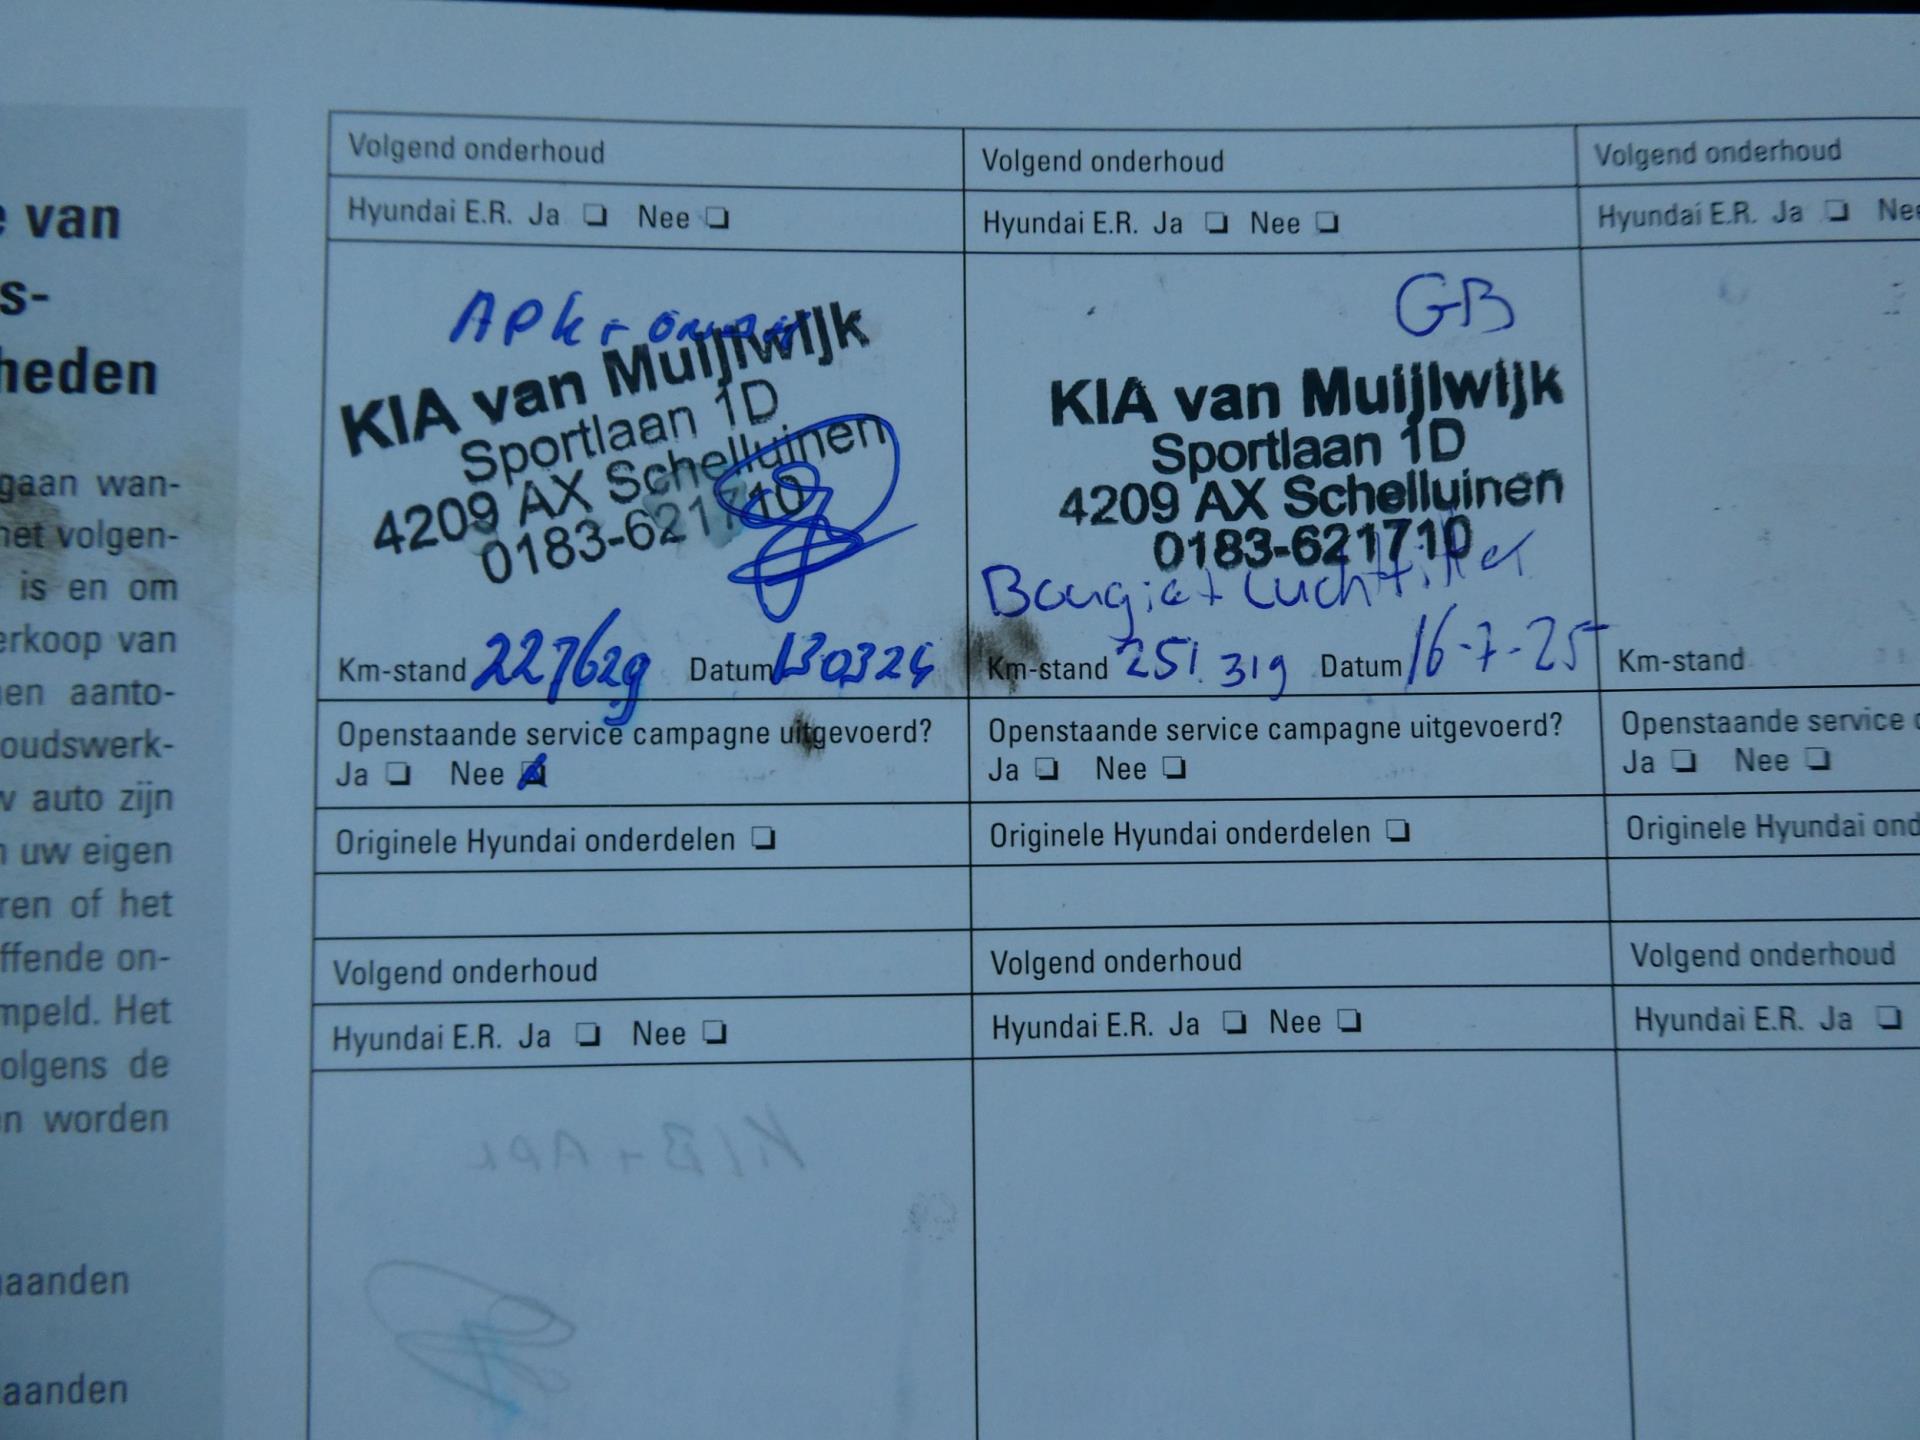 e van
s-
heden
gaan wan-
net volgen-
is en om
erkoop van
en aanto-
oudswerk-
auto zijn
uw eigen
ren of het
ffende on-
mpeld. Het
olgens de
n worden
aanden
aanden
Volgend onderhoud
Hyundai E.R. Ja ❏ Nee ❏
APK +
KIA van Muijlwijk
Sportlaan 1D
4209 AX Schelluinen
0183-621710
Km-stand 227629 Datum 130324
Openstaande service campagne uitgevoerd?
Ja ❏ Nee ❏
Originele Hyundai onderdelen ❏
Volgend onderhoud
Hyundai E.R. Ja ❏ Nee ❏
Volgend onderhoud
Hyundai E.R. Ja ❏ Nee ❏
GB
KIA van Muijlwijk
Sportlaan 1D
4209 AX Schelluinen
0183-621710
Bougie + Luchtfilter
Km-stand 251.319 Datum 16-7-25
Openstaande service campagne uitgevoerd?
Ja ❏ Nee ❏
Originele Hyundai onderdelen ❏
Volgend onderhoud
Hyundai E.R. Ja ❏ Nee ❏
Volgend onderhoud
Hyundai E.R. Ja ❏ Nee
Km-stand
Openstaande service c
Ja ❏ Nee ❏
Originele Hyundai ond
Volgend onderhoud
Hyundai E.R. Ja ❏